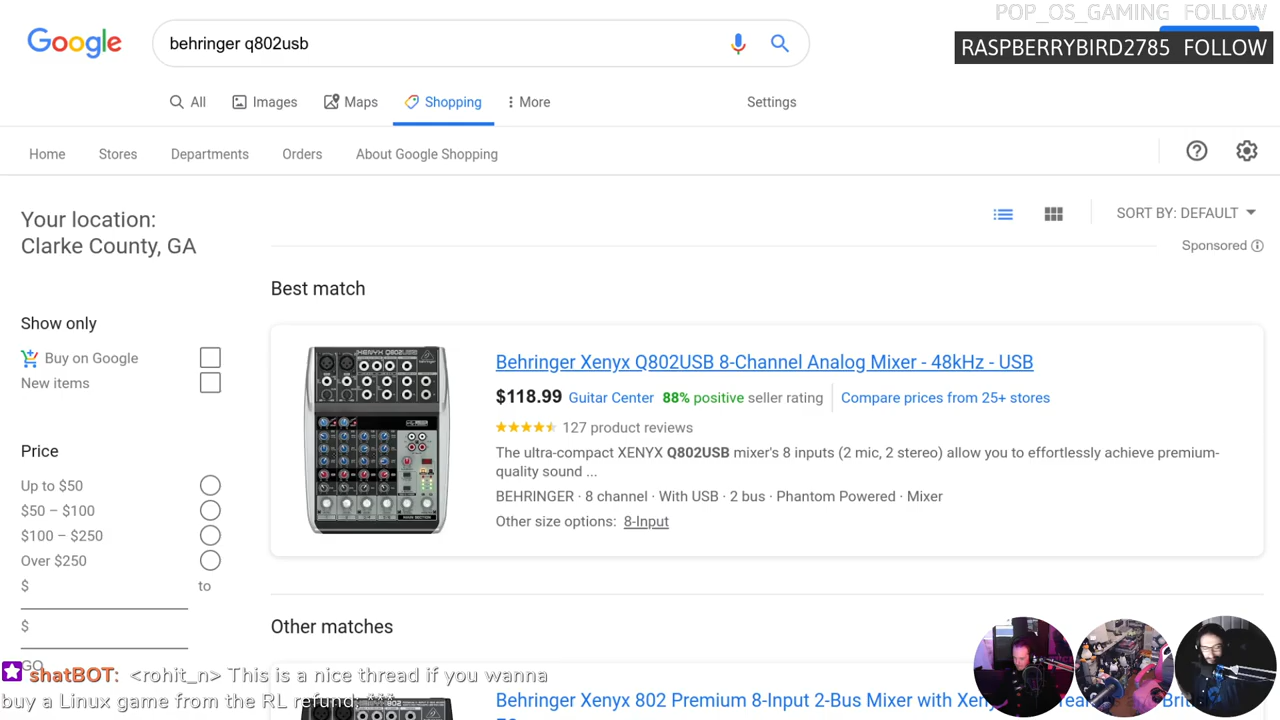 POP_OS_GAMING FOLLOW
RASPBERRYBIRD2785 FOLLOW
Google
behringer q802usb
All
Images
Maps
Shopping
More
Settings
Home
Stores
Departments
Orders
About Google Shopping
Your location:
Clarke County, GA
SORT BY: DEFAULT
Sponsored
Best match
Show only
Buy on Google
New items
Behringer Xenyx Q802USB 8-Channel Analog Mixer - 48kHz - USB
$118.99 Guitar Center 88% positive seller rating Compare prices from 25+ stores
127 product reviews
The ultra-compact XENYX Q802USB mixer's 8 inputs (2 mic, 2 stereo) allow you to effortlessly achieve premium-
quality sound ...
BEHRINGER · 8 channel · With USB · 2 bus · Phantom Powered · Mixer
Other size options: 8-Input
Price
Up to $50
$50 – $100
$100 – $250
Over $250
$ to
$
GO
Other matches
shatBOT: <rohit_n> This is a nice thread if you wanna
buy a Linux game from the RL refund.
Behringer Xenyx 802 Premium 8-Input 2-Bus Mixer with